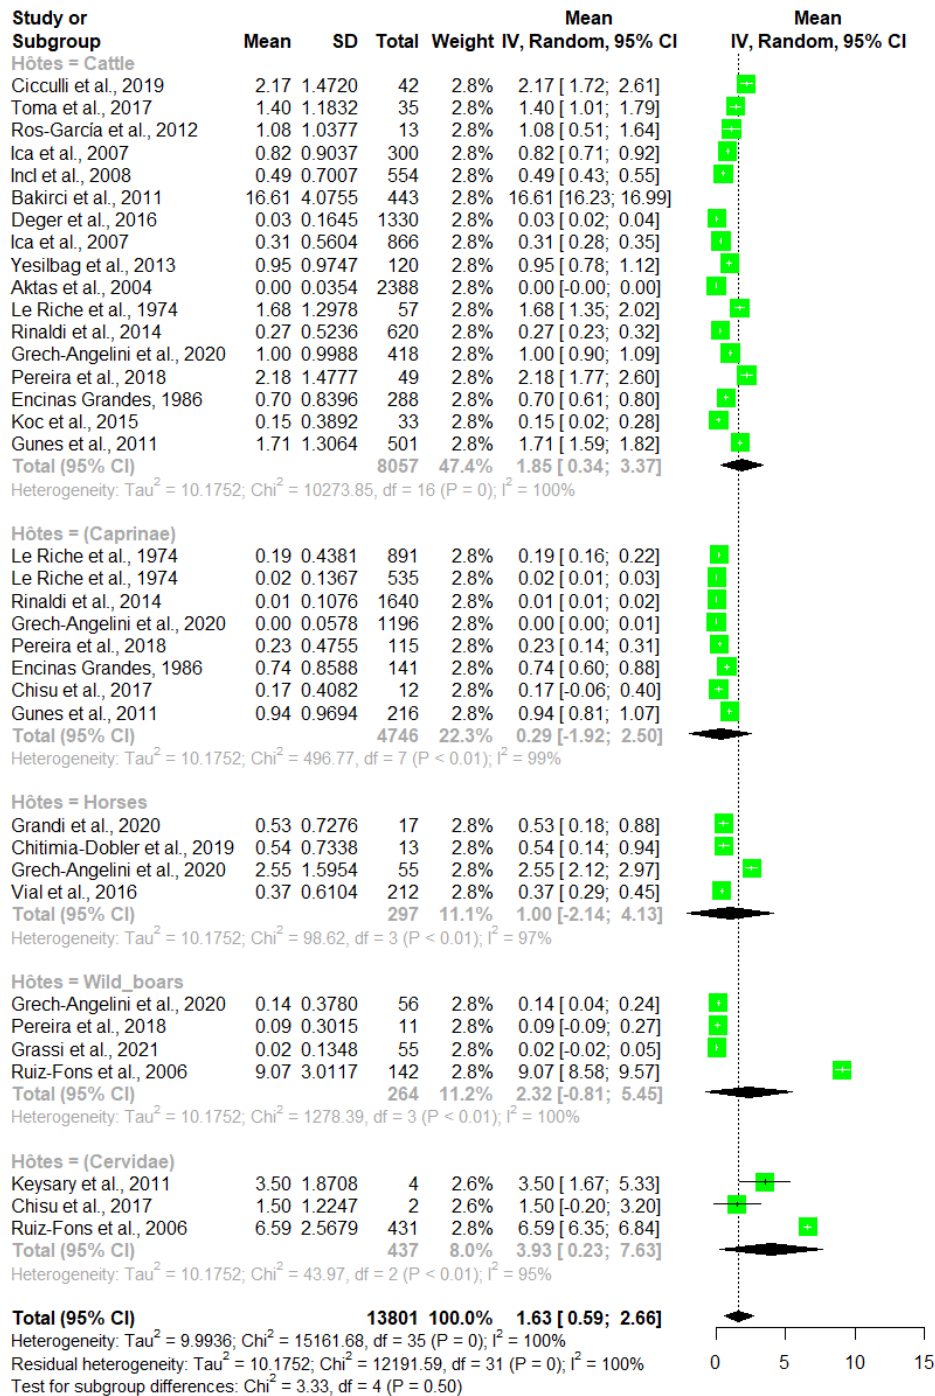 Study or Mean Mean
Subgroup Mean SD Total Weight IV, Random, 95% CI IV, Random, 95% CI
Hôtes = Cattle
Cicculli et al., 2019 2.17 1.4720 42 2.8% 2.17 [ 1.72; 2.61]
Toma et al., 2017 1.40 1.1832 35 2.8% 1.40 [ 1.01; 1.79]
Ros-García et al., 2012 1.08 1.0377 13 2.8% 1.08 [ 0.51; 1.64]
Ica et al., 2007 0.82 0.9037 300 2.8% 0.82 [ 0.71; 0.92]
Incl et al., 2008 0.49 0.7007 554 2.8% 0.49 [ 0.43; 0.55]
Bakirci et al., 2011 16.61 4.0755 443 2.8% 16.61 [16.23; 16.99]
Deger et al., 2016 0.03 0.1645 1330 2.8% 0.03 [ 0.02; 0.04]
Ica et al., 2007 0.31 0.5604 866 2.8% 0.31 [ 0.28; 0.35]
Yesilbag et al., 2013 0.95 0.9747 120 2.8% 0.95 [ 0.78; 1.12]
Aktas et al., 2004 0.00 0.0354 2388 2.8% 0.00 [-0.00; 0.00]
Le Riche et al., 1974 1.68 1.2978 57 2.8% 1.68 [ 1.35; 2.02]
Rinaldi et al., 2014 0.27 0.5236 620 2.8% 0.27 [ 0.23; 0.32]
Grech-Angelini et al., 2020 1.00 0.9988 418 2.8% 1.00 [ 0.90; 1.09]
Pereira et al., 2018 2.18 1.4777 49 2.8% 2.18 [ 1.77; 2.60]
Encinas Grandes, 1986 0.70 0.8396 288 2.8% 0.70 [ 0.61; 0.80]
Koc et al., 2015 0.15 0.3892 33 2.8% 0.15 [ 0.02; 0.28]
Gunes et al., 2011 1.71 1.3064 501 2.8% 1.71 [ 1.59; 1.82]
Total (95% CI) 8057 47.4% 1.85 [ 0.34; 3.37]
Heterogeneity: Tau² = 10.1752; Chi² = 10273.85, df = 16 (P = 0); I² = 100%
Hôtes = (Caprinae)
Le Riche et al., 1974 0.19 0.4381 891 2.8% 0.19 [ 0.16; 0.22]
Le Riche et al., 1974 0.02 0.1367 535 2.8% 0.02 [ 0.01; 0.03]
Rinaldi et al., 2014 0.01 0.1076 1640 2.8% 0.01 [ 0.01; 0.02]
Grech-Angelini et al., 2020 0.00 0.0578 1196 2.8% 0.00 [ 0.00; 0.01]
Pereira et al., 2018 0.23 0.4755 115 2.8% 0.23 [ 0.14; 0.31]
Encinas Grandes, 1986 0.74 0.8588 141 2.8% 0.74 [ 0.60; 0.88]
Chisu et al., 2017 0.17 0.4082 12 2.8% 0.17 [-0.06; 0.40]
Gunes et al., 2011 0.94 0.9694 216 2.8% 0.94 [ 0.81; 1.07]
Total (95% CI) 4746 22.3% 0.29 [-1.92; 2.50]
Heterogeneity: Tau² = 10.1752; Chi² = 496.77, df = 7 (P < 0.01); I² = 99%
Hôtes = Horses
Grandi et al., 2020 0.53 0.7276 17 2.8% 0.53 [ 0.18; 0.88]
Chitimia-Dobler et al., 2019 0.54 0.7338 13 2.8% 0.54 [ 0.14; 0.94]
Grech-Angelini et al., 2020 2.55 1.5954 55 2.8% 2.55 [ 2.12; 2.97]
Vial et al., 2016 0.37 0.6104 212 2.8% 0.37 [ 0.29; 0.45]
Total (95% CI) 297 11.1% 1.00 [-2.14; 4.13]
Heterogeneity: Tau² = 10.1752; Chi² = 98.62, df = 3 (P < 0.01); I² = 97%
Hôtes = Wild_boars
Grech-Angelini et al., 2020 0.14 0.3780 56 2.8% 0.14 [ 0.04; 0.24]
Pereira et al., 2018 0.09 0.3015 11 2.8% 0.09 [-0.09; 0.27]
Grassi et al., 2021 0.02 0.1348 55 2.8% 0.02 [-0.02; 0.05]
Ruiz-Fons et al., 2006 9.07 3.0117 142 2.8% 9.07 [ 8.58; 9.57]
Total (95% CI) 264 11.2% 2.32 [-0.81; 5.45]
Heterogeneity: Tau² = 10.1752; Chi² = 1278.39, df = 3 (P < 0.01); I² = 100%
Hôtes = (Cervidae)
Keysary et al., 2011 3.50 1.8708 4 2.6% 3.50 [ 1.67; 5.33]
Chisu et al., 2017 1.50 1.2247 2 2.6% 1.50 [-0.20; 3.20]
Ruiz-Fons et al., 2006 6.59 2.5679 431 2.8% 6.59 [ 6.35; 6.84]
Total (95% CI) 437 8.0% 3.93 [ 0.23; 7.63]
Heterogeneity: Tau² = 10.1752; Chi² = 43.97, df = 2 (P < 0.01); I² = 95%
Total (95% CI) 13801 100.0% 1.63 [ 0.59; 2.66]
Heterogeneity: Tau² = 9.9936; Chi² = 15161.68, df = 35 (P = 0); I² = 100%
Residual heterogeneity: Tau² = 10.1752; Chi² = 12191.59, df = 31 (P = 0); I² = 100%
Test for subgroup differences: Chi² = 3.33, df = 4 (P = 0.50)
0 5 10 15